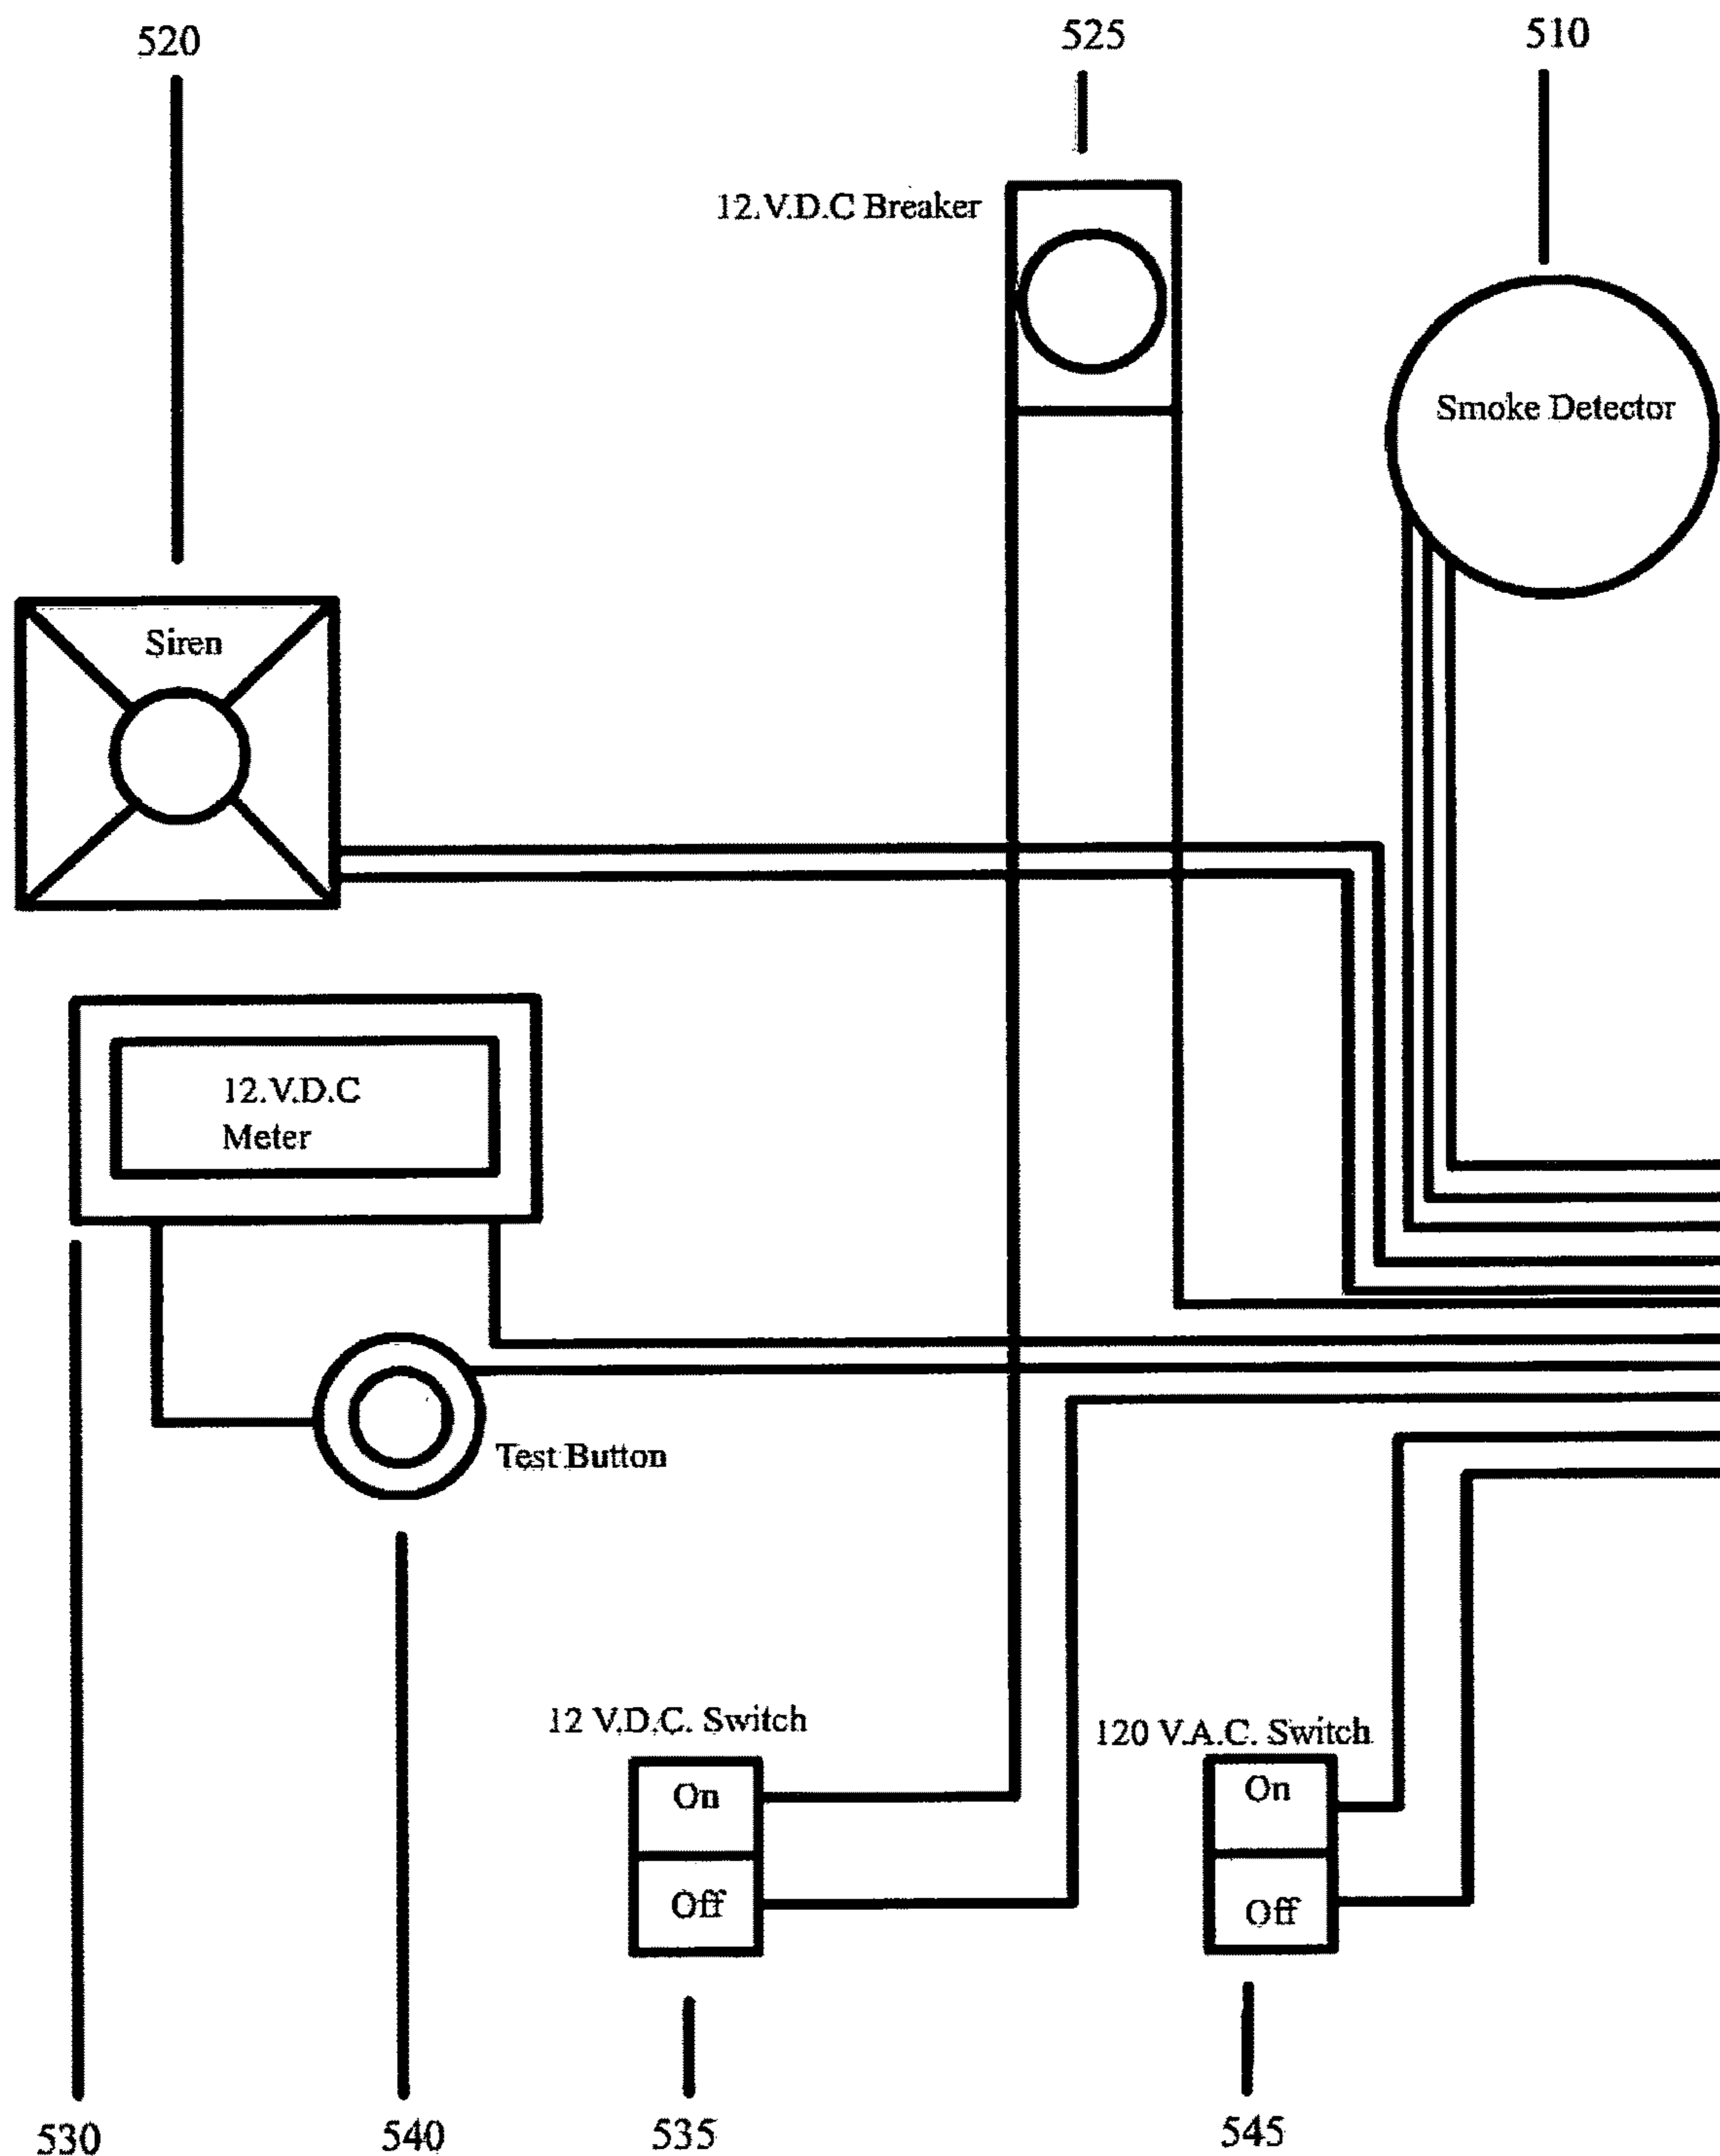 520
525
510
12.V.D.C Breaker
Smoke Detector
Siren
12.V.D.C
Meter
Test Button
12 V.D.C. Switch
120 V.A.C. Switch
On
On
Off
Off
530
540
535
545